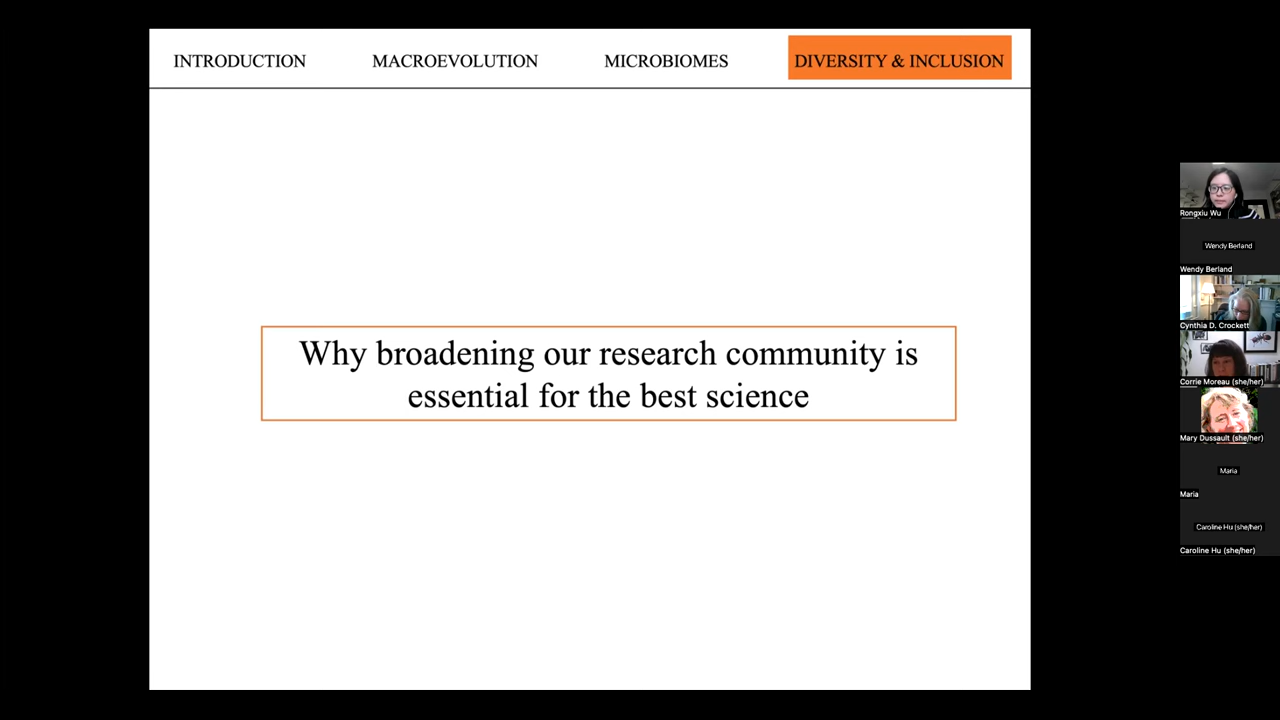 INTRODUCTION MACROEVOLUTION MICROBIOMES DIVERSITY & INCLUSION
Why broadening our research community is
essential for the best science
Rongxiu Wu
Wendy Berland
Wendy Berland
Cynthia D. Crockett
Corrie Moreau (she/her)
Mary Dussault (she/her)
Maria
Maria
Caroline Hu (she/her)
Caroline Hu (she/her)